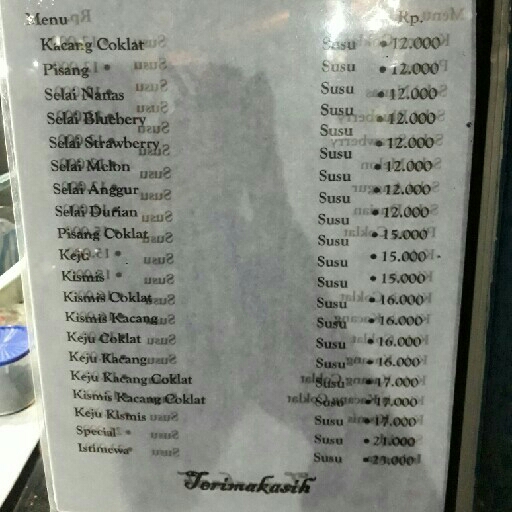 Menu Rp.
Kacang Coklat Susu • 12.000
Pisang Susu • 12.000
Selai Nanas Susu • 12.000
Selai Bluebery Susu • 12.000
Selai Strawberry Susu • 12.000
Selai Melon Susu • 12.000
Selai Anggur Susu • 12.000
Selai Durian Susu • 12.000
Pisang Coklat Susu • 15.000
Keju Susu • 15.000
Kismis Susu • 15.000
Kismis Coklat Susu • 16.000
Kismis Kacang Susu • 16.000
Keju Coklat Susu • 16.000
Keju Kacang Susu • 16.000
Keju Kacang Coklat Susu • 17.000
Kismis Kacang Coklat Susu • 17.000
Keju Kismis Susu • 17.000
Special Susu • 21.000
Istimewa Susu • 25.000
Terimakasih